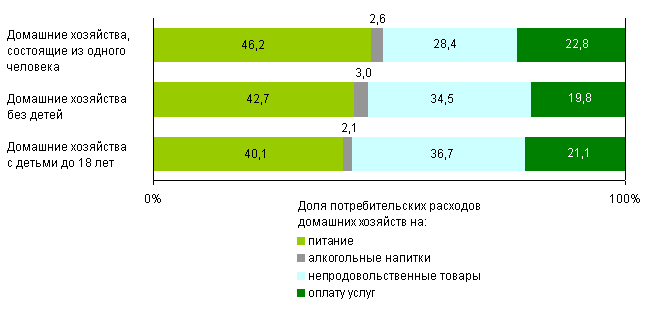 2,6
Домашние хозяйства,
состоящие из одного
человека
46,2
28,4
22,8
3,0
Домашние хозяйства
без детей
42,7
34,5
19,8
2,1
Домашние хозяйства
с детьми до 18 лет
40,1
36,7
21,1
0%
100%
Доля потребительских расходов
домашних хозяйств на:
питание
алкогольные напитки
непродовольственные товары
оплату услуг